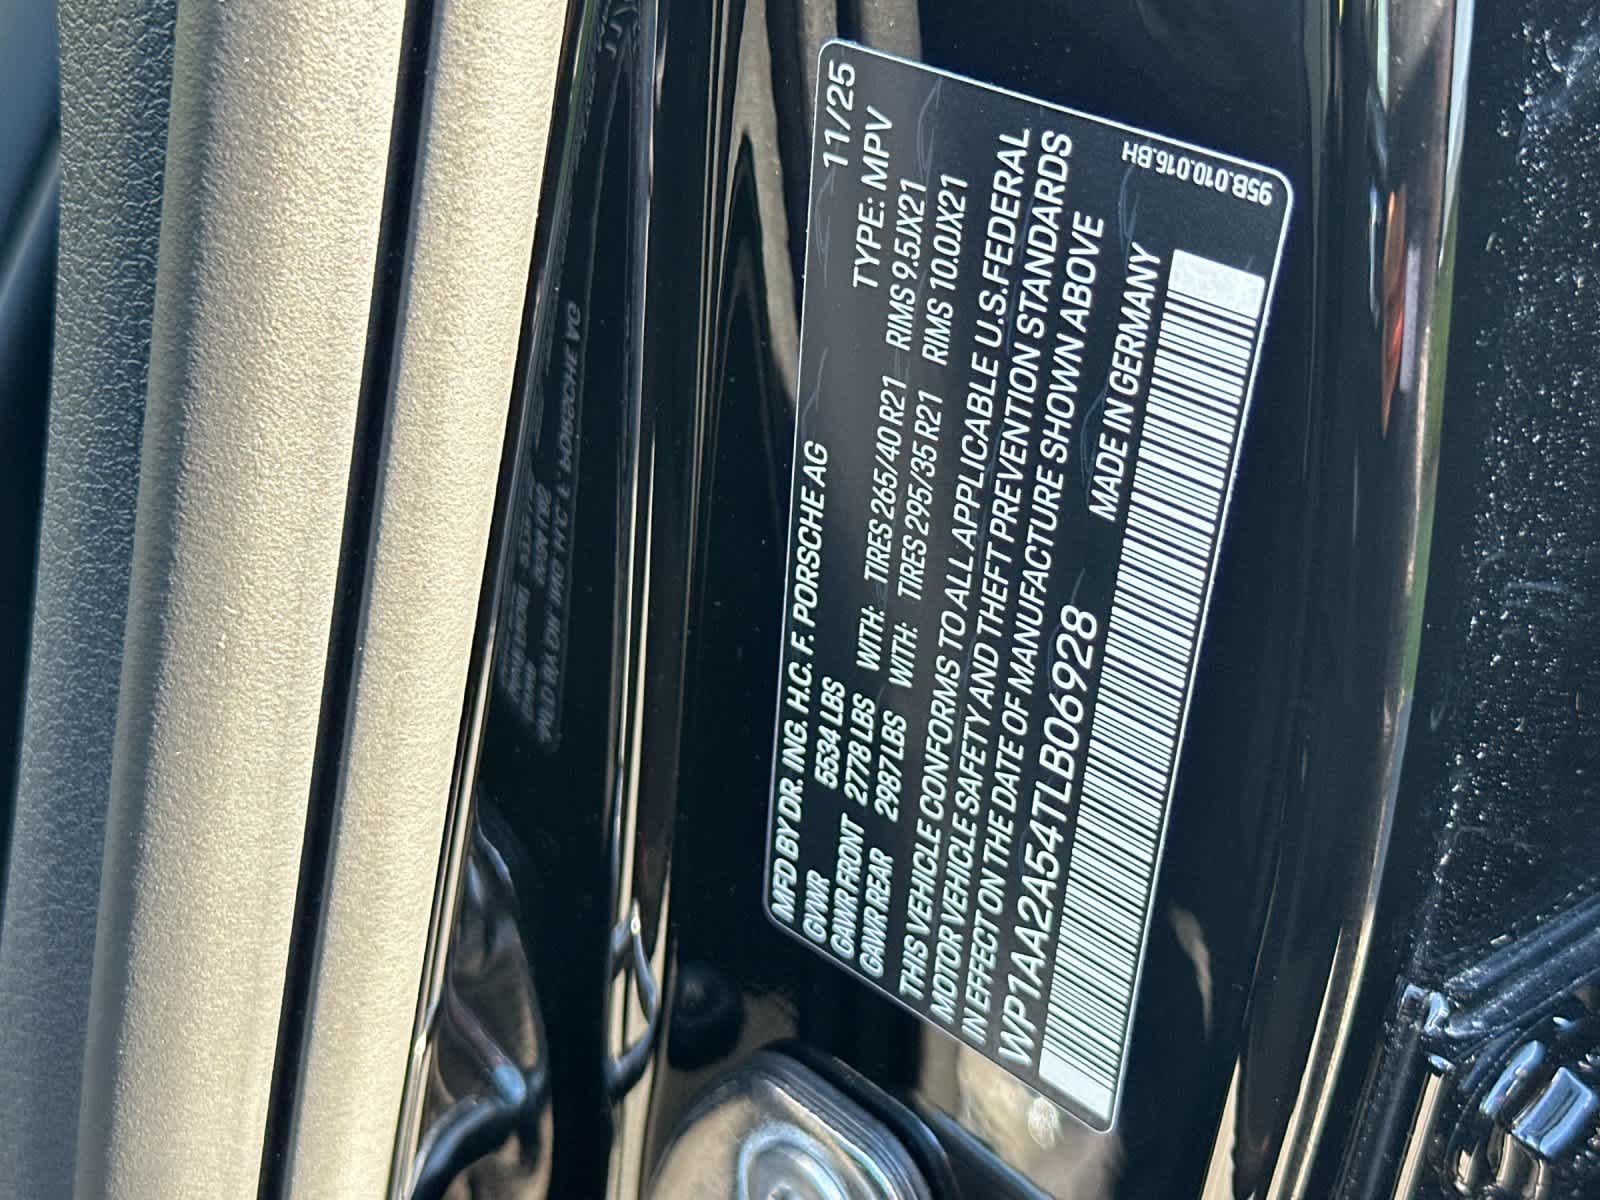 MFD BY DR. ING. H.C. F. PORSCHE AG 11/25
GVWR 5534 LBS TYPE: MPV
GAWR FRONT 2778 LBS WITH: TIRES 265/40 R21 RIMS 9.5JX21
GAWR REAR 2987 LBS WITH: TIRES 295/35 R21 RIMS 10.0JX21
THIS VEHICLE CONFORMS TO ALL APPLICABLE U.S. FEDERAL
MOTOR VEHICLE SAFETY AND THEFT PREVENTION STANDARDS
IN EFFECT ON THE DATE OF MANUFACTURE SHOWN ABOVE
WP1AA2A54TLB06928 MADE IN GERMANY
95B.010.016.BH